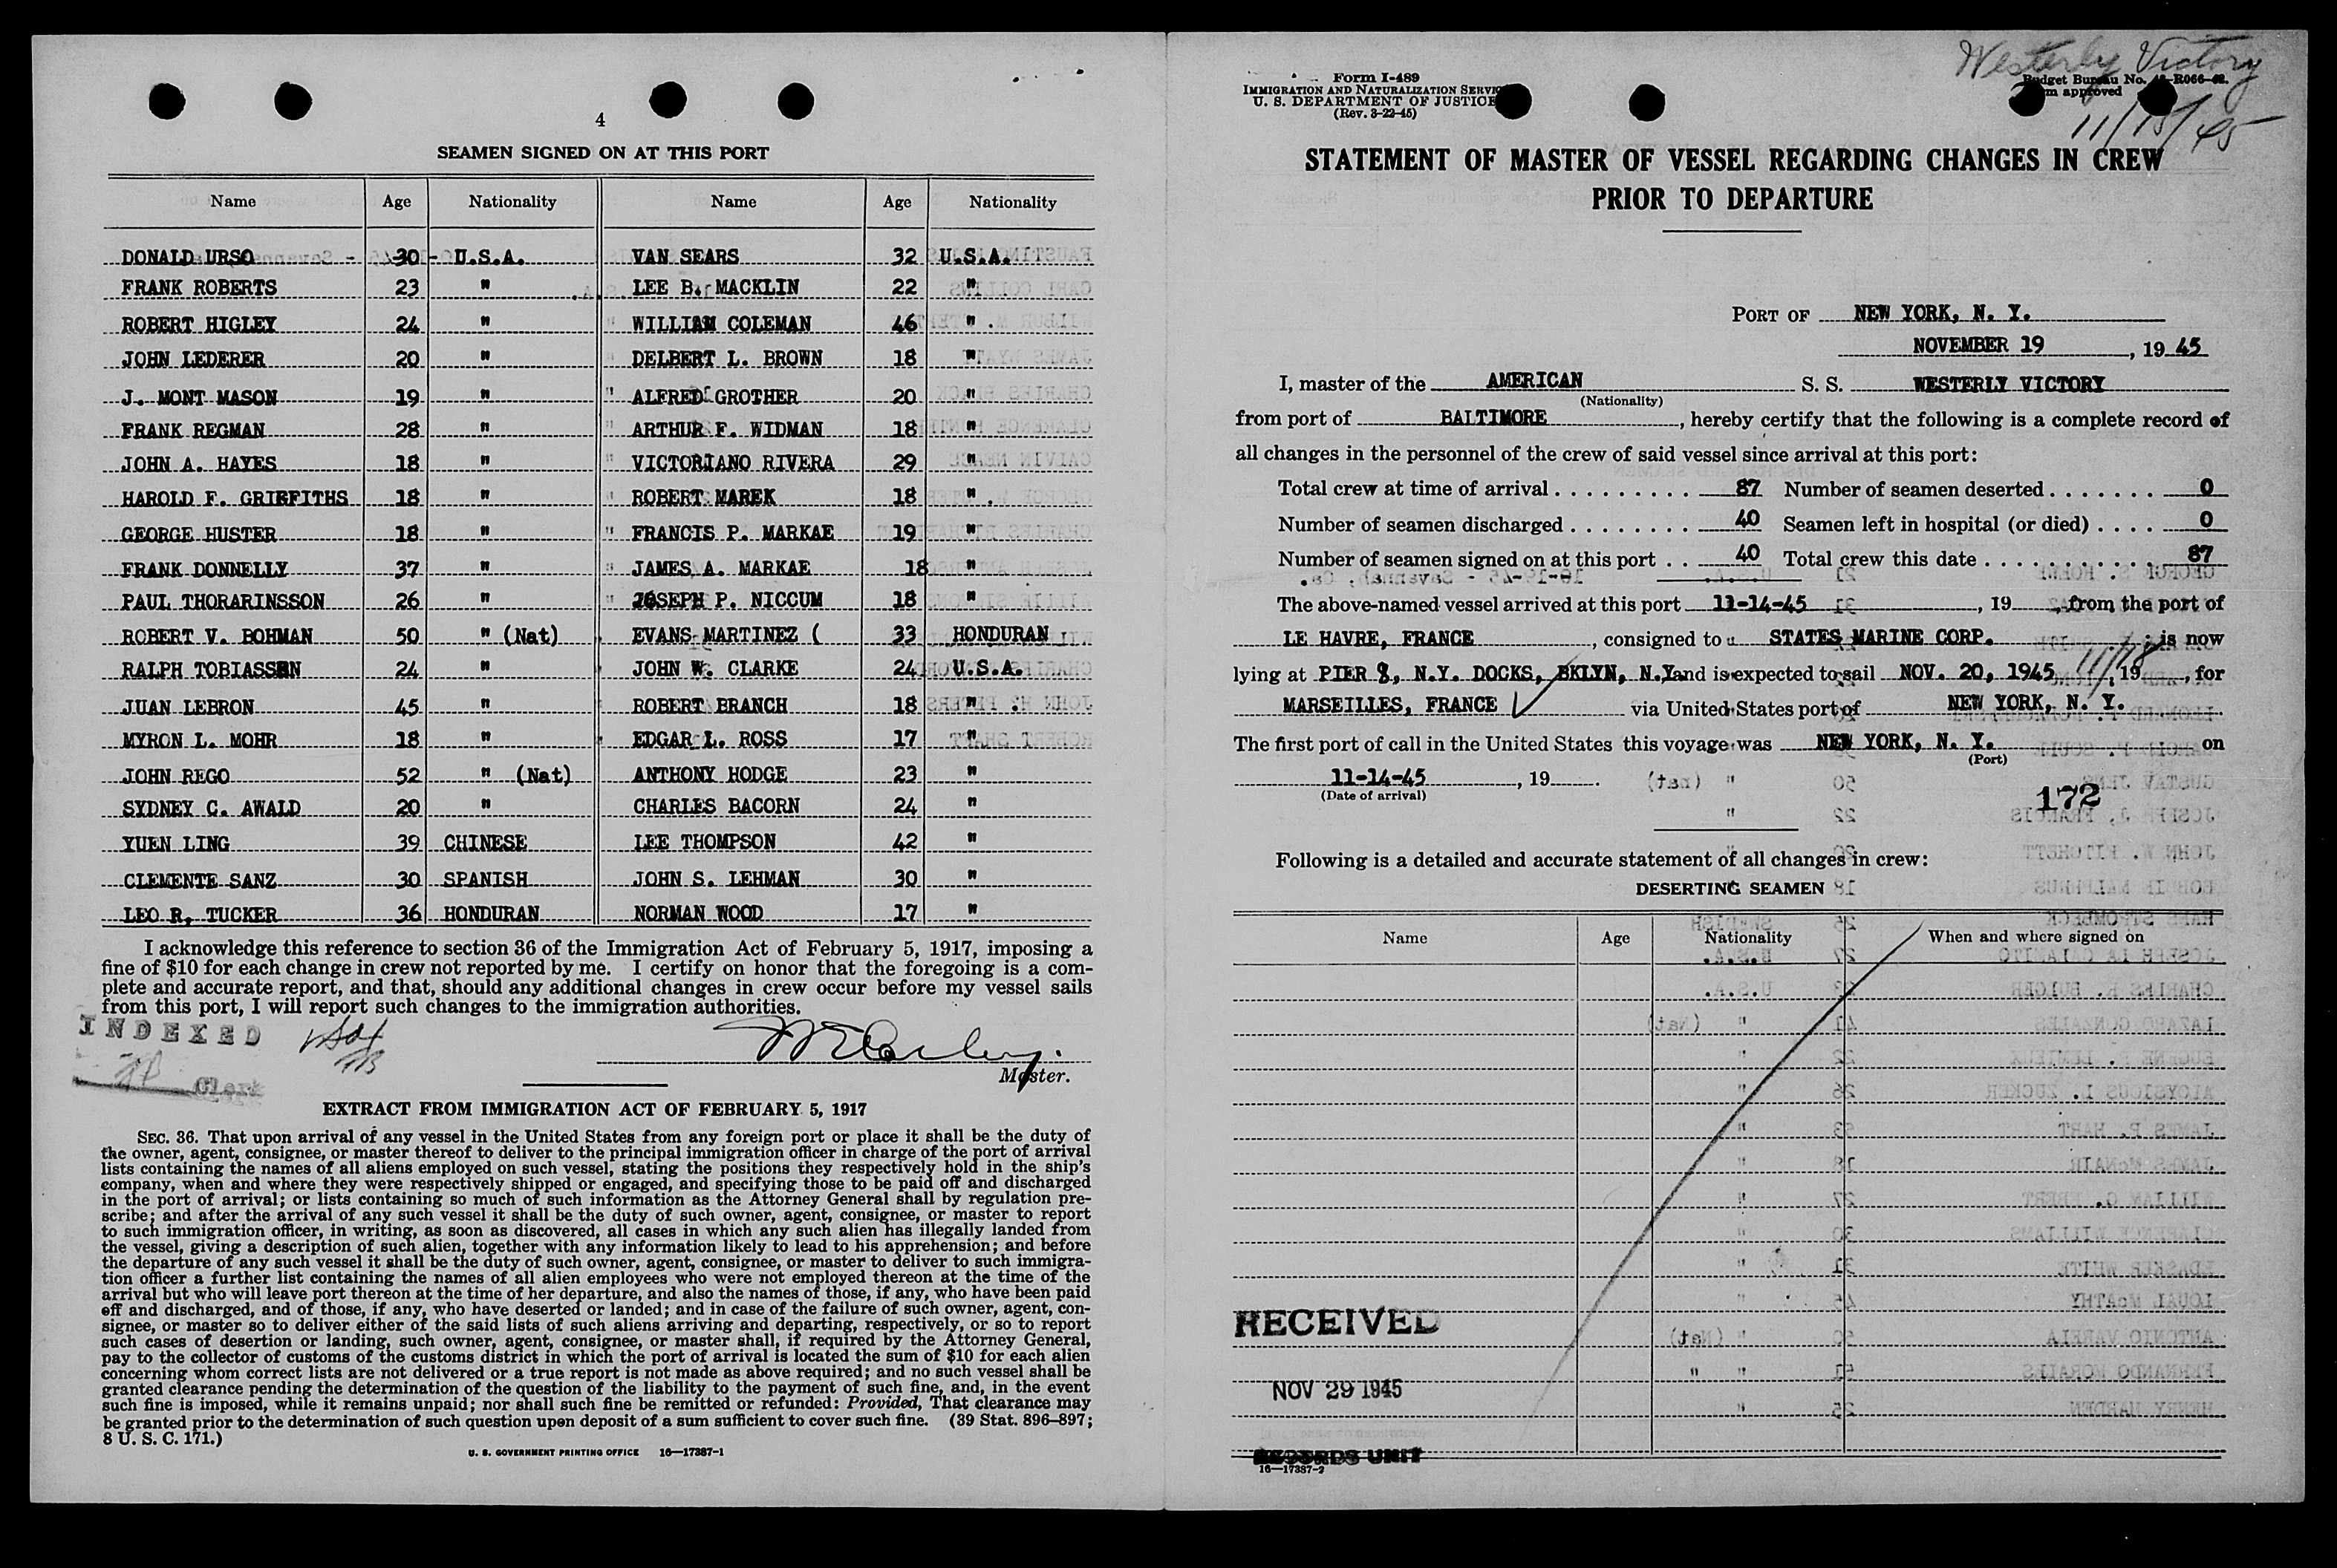 4
SEAMEN SIGNED ON AT THIS PORT
Name Age Nationality Name Age Nationality
DONALD URSO 30 U.S.A. VAN SEARS 32 U.S.A.
FRANK ROBERTS 23 " LEE B. MACKLIN 22 "
ROBERT HIGLEY 24 " WILLIAM COLEMAN 46 "
JOHN LEDERER 20 " DELBERT L. BROWN 18 "
J. MONT MASON 19 " ALFRED GROTHER 20 "
FRANK REGMAN 28 " ARTHUR F. WIDMAN 18 "
JOHN A. HAYES 18 " VICTORIANO RIVERA 29 "
HAROLD F. GRIFFITHS 18 " ROBERT MAREK 18 "
GEORGE HUSTER 18 " FRANCIS P. MARKAE 19 "
FRANK DONNELLY 37 " JAMES A. MARKAE 18 "
PAUL THORARINSSON 26 " JOSEPH P. NICCUM 18 "
ROBERT V. BOHMAN 50 " (Nat) EVANS MARTINEZ ( 33 HONDURAN
RALPH TOBIASSEN 24 " JOHN W. CLARKE 24 U.S.A.
JUAN LEBRON 45 " ROBERT BRANCH 18 "
MYRON L. MOHR 18 " EDGAR L. ROSS 17 "
JOHN REGO 52 " (Nat) ANTHONY HODGE 23 "
SYDNEY C. AWALD 20 " CHARLES BACORN 24 "
YUEN LING 39 CHINESE LEE THOMPSON 42 "
CLEMENTE SANZ 30 SPANISH JOHN S. LEHMAN 30 "
LEO R. TUCKER 36 HONDURAN NORMAN WOOD 17 "
I acknowledge this reference to section 36 of the Immigration Act of February 5, 1917, imposing a
fine of $10 for each change in crew not reported by me. I certify on honor that the foregoing is a com-
plete and accurate report, and that, should any additional changes in crew occur before my vessel sails
from this port, I will report such changes to the immigration authorities.
INDEXED
Clerk
Master.
EXTRACT FROM IMMIGRATION ACT OF FEBRUARY 5, 1917
SEC. 36. That upon arrival of any vessel in the United States from any foreign port or place it shall be the duty of
the owner, agent, consignee, or master thereof to deliver to the principal immigration officer in charge of the port of arrival
lists containing the names of all aliens employed on such vessel, stating the positions they respectively hold in the ship's
company, when and where they were respectively shipped or engaged, and specifying those to be paid off and discharged
in the port of arrival; or lists containing so much of such information as the Attorney General shall by regulation pre-
scribe; and after the arrival of any such vessel it shall be the duty of such owner, agent, consignee, or master to report
to such immigration officer, in writing, as soon as discovered, all cases in which any such alien has illegally landed from
the vessel, giving a description of such alien, together with any information likely to lead to his apprehension; and before
the departure of any such vessel it shall be the duty of such owner, agent, consignee, or master to deliver to such immigra-
tion officer a further list containing the names of all alien employees who were not employed thereon at the time of the
arrival but who will leave port thereon at the time of her departure, and also the names of those, if any, who have been paid
off and discharged, and of those, if any, who have deserted or landed; and in case of the failure of such owner, agent, con-
signee, or master so to deliver either of the said lists of such aliens arriving and departing, respectively, or so to report
such cases of desertion or landing, such owner, agent, consignee, or master shall, if required by the Attorney General,
pay to the collector of customs of the customs district in which the port of arrival is located the sum of $10 for each alien
concerning whom correct lists are not delivered or a true report is not made as above required; and no such vessel shall be
granted clearance pending the determination of the question of the liability to the payment of such fine, and, in the event
such fine is imposed, while it remains unpaid; nor shall such fine be remitted or refunded: Provided, That clearance may
be granted prior to the determination of such question upon deposit of a sum sufficient to cover such fine. (39 Stat. 896-897;
8 U. S. C. 171.)
U. S. GOVERNMENT PRINTING OFFICE 16—17387-1
Westerly Victory
11/15/45
Form I-489
IMMIGRATION AND NATURALIZATION SERVICE
U. S. DEPARTMENT OF JUSTICE
(Rev. 3-22-45)
Budget Bureau No. R066
approved
STATEMENT OF MASTER OF VESSEL REGARDING CHANGES IN CREW
PRIOR TO DEPARTURE
PORT OF NEW YORK, N. Y.
NOVEMBER 19, 19 45
I, master of the AMERICAN S. S. WESTERLY VICTORY
(Nationality)
from port of BALTIMORE, hereby certify that the following is a complete record of
all changes in the personnel of the crew of said vessel since arrival at this port:
Total crew at time of arrival . . . . . . . . . 87 Number of seamen deserted . . . . . . . 0
Number of seamen discharged . . . . . . . . 40 Seamen left in hospital (or died) . . . . 0
Number of seamen signed on at this port . . 40 Total crew this date . . . . . . . . . . . 87
The above-named vessel arrived at this port 11-14-45, 19, from the port of
LE HAVRE, FRANCE, consigned to STATES MARINE CORP.; is now
lying at PIER 8, N.Y. DOCKS, BKLYN, N.Y. and is expected to sail NOV. 20, 1945 11/18, 19, for
MARSEILLES, FRANCE via United States port of NEW YORK, N. Y.
The first port of call in the United States this voyage was NEW YORK, N. Y. on
(Port)
11-14-45, 19.
(Date of arrival)
172
Following is a detailed and accurate statement of all changes in crew:
DESERTING SEAMEN
Name Age Nationality When and where signed on
RECEIVED
NOV 29 1945
RECORDS UNIT
16—17387-2